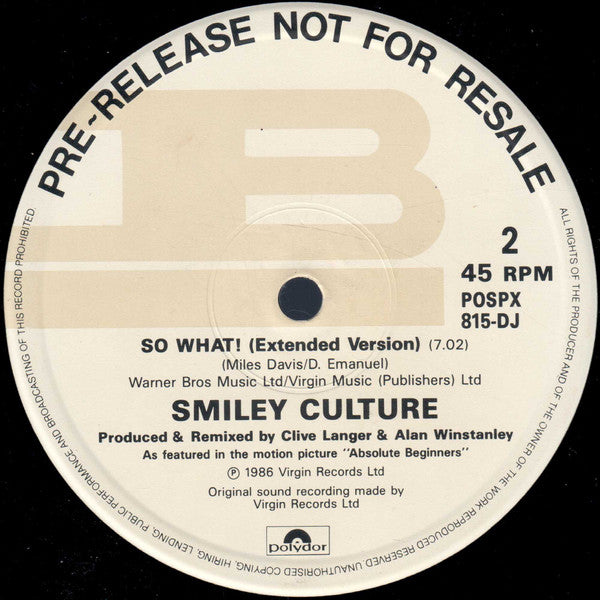 PRE-RELEASE NOT FOR RESALE
B
2
45 RPM
POSPX
815-DJ
SO WHAT! (Extended Version) (7.02)
(Miles Davis/D. Emanuel)
Warner Bros Music Ltd/Virgin Music (Publishers) Ltd
SMILEY CULTURE
Produced & Remixed by Clive Langer & Alan Winstanley
As featured in the motion picture "Absolute Beginners"
℗ 1986 Virgin Records Ltd
Original sound recording made by
Virgin Records Ltd
polydor
ALL RIGHTS OF THE PRODUCER AND OF THE OWNER OF THE WORK REPRODUCED RESERVED. UNAUTHORISED COPYING, HIRING, LENDING, PUBLIC PERFORMANCE AND BROADCASTING OF THIS RECORD PROHIBITED.